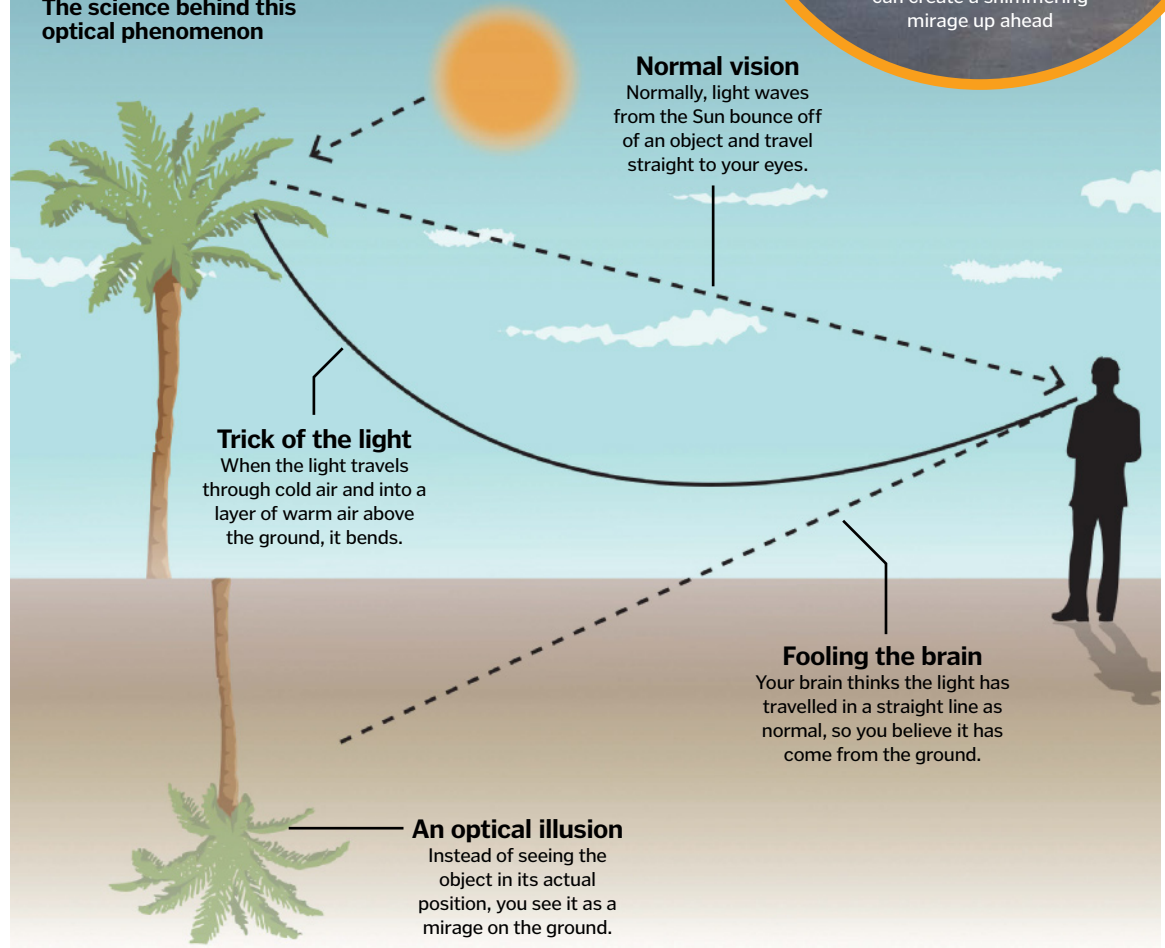 The science behind this
optical phenomenon
can create a shimmering
mirage up ahead
Normal vision
Normally, light waves
from the Sun bounce off
of an object and travel
straight to your eyes.
Trick of the light
When the light travels
through cold air and into a
layer of warm air above
the ground, it bends.
Fooling the brain
Your brain thinks the light has
travelled in a straight line as
normal, so you believe it has
come from the ground.
An optical illusion
Instead of seeing the
object in its actual
position, you see it as a
mirage on the ground.